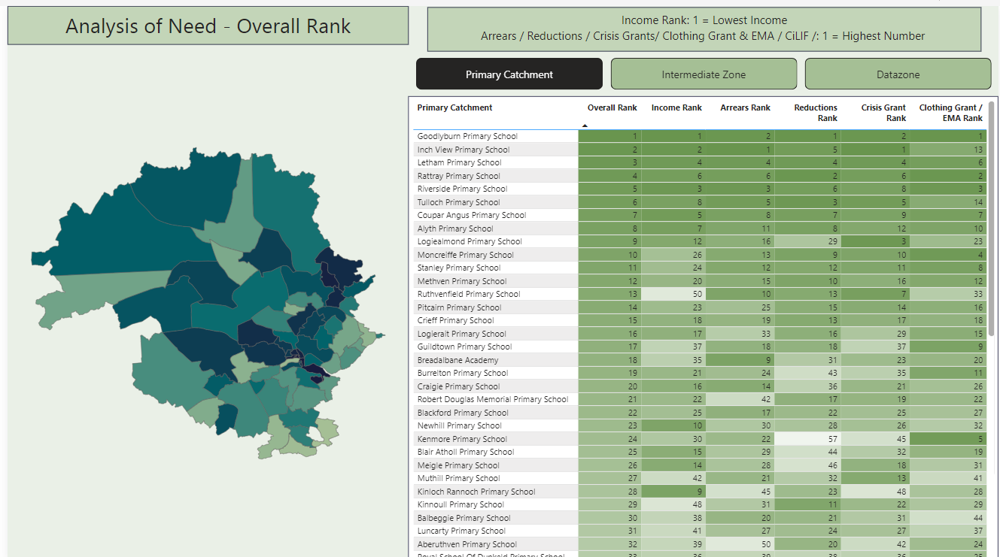 Analysis of Need - Overall Rank
Income Rank: 1 = Lowest Income
Arrears / Reductions / Crisis Grants/ Clothing Grant & EMA / CiLIF /: 1 = Highest Number
Primary Catchment Intermediate Zone Datazone
Primary Catchment Overall Rank Income Rank Arrears Rank Reductions Rank Crisis Grant Rank Clothing Grant / EMA Rank
Goodlyburn Primary School 1 1 2 1 2 1
Inch View Primary School 2 2 1 5 1 13
Letham Primary School 3 4 4 4 4 6
Rattray Primary School 4 6 6 2 6 2
Riverside Primary School 5 3 3 6 8 3
Tulloch Primary School 6 8 5 3 5 14
Coupar Angus Primary School 7 5 8 7 9 7
Alyth Primary School 8 7 11 8 12 10
Logiealmond Primary School 9 12 16 29 3 23
Moncreiffe Primary School 10 26 13 9 10 4
Stanley Primary School 11 24 12 12 11 8
Methven Primary School 12 20 15 10 16 12
Ruthvenfield Primary School 13 50 10 13 7 33
Pitcairn Primary School 14 23 25 15 14 16
Crieff Primary School 15 18 19 13 17 18
Logierait Primary School 16 17 33 16 29 15
Guildtown Primary School 17 37 18 18 37 9
Breadalbane Academy 18 35 9 31 23 20
Burrelton Primary School 19 21 24 43 35 11
Craigie Primary School 20 16 14 36 21 26
Robert Douglas Memorial Primary School 21 22 42 17 19 22
Blackford Primary School 22 25 17 22 25 27
Newhill Primary School 23 10 30 28 26 32
Kenmore Primary School 24 30 22 57 45 5
Blair Atholl Primary School 25 15 29 44 32 19
Meigle Primary School 26 14 28 46 18 31
Muthill Primary School 27 42 21 32 13 41
Kinloch Rannoch Primary School 28 9 45 23 48 28
Kinnoull Primary School 29 48 31 11 22 29
Balbeggie Primary School 30 38 20 21 31 44
Luncarty Primary School 31 41 27 24 27 37
Aberuthven Primary School 32 39 50 20 42 24
Royal School Of Dunkeld Primary School 33 36 39 38 36 25